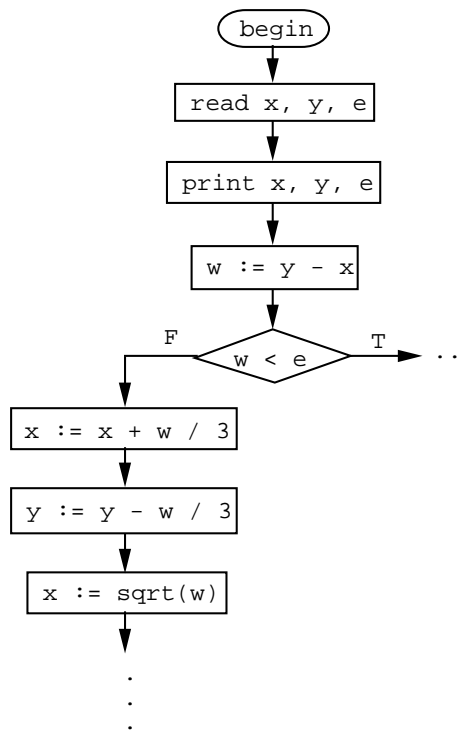 begin
read x, y, e
print x, y, e
w := y - x
F
T
w < e
. .
x := x + w / 3
y := y - w / 3
x := sqrt(w)
.
.
.